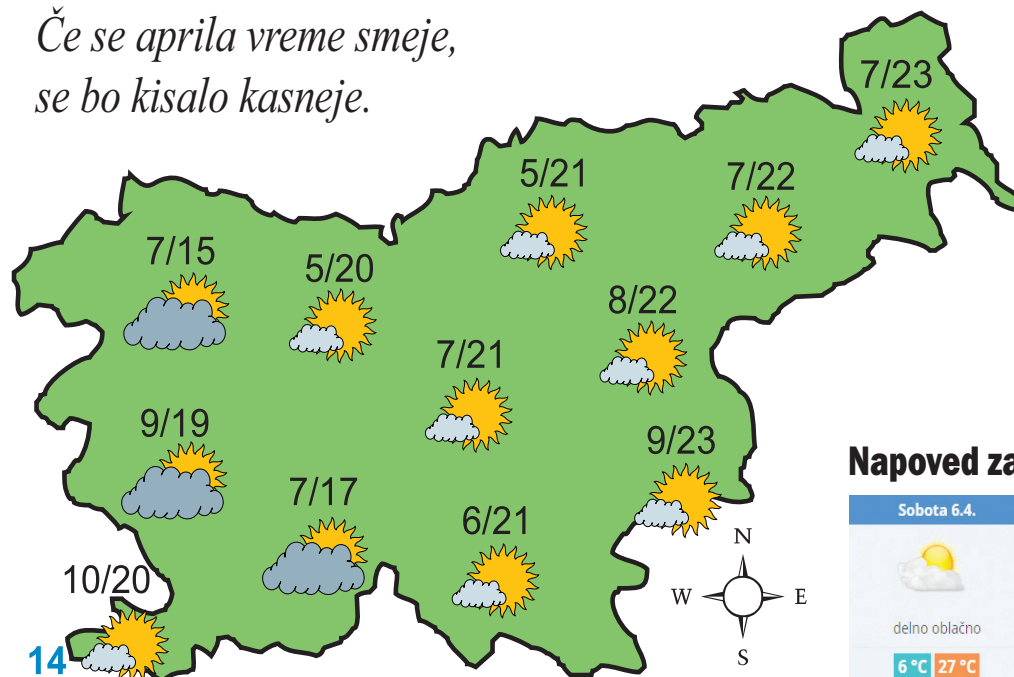 Če se aprila vreme smeje,
se bo kisalo kasneje.
7/23
5/21
7/22
7/15
5/20
8/22
7/21
9/19
9/23
7/17
6/21
10/20
N
W
E
S
14
Napoved za
Sobota 6.4.
delno oblačno
6 °C 27 °C